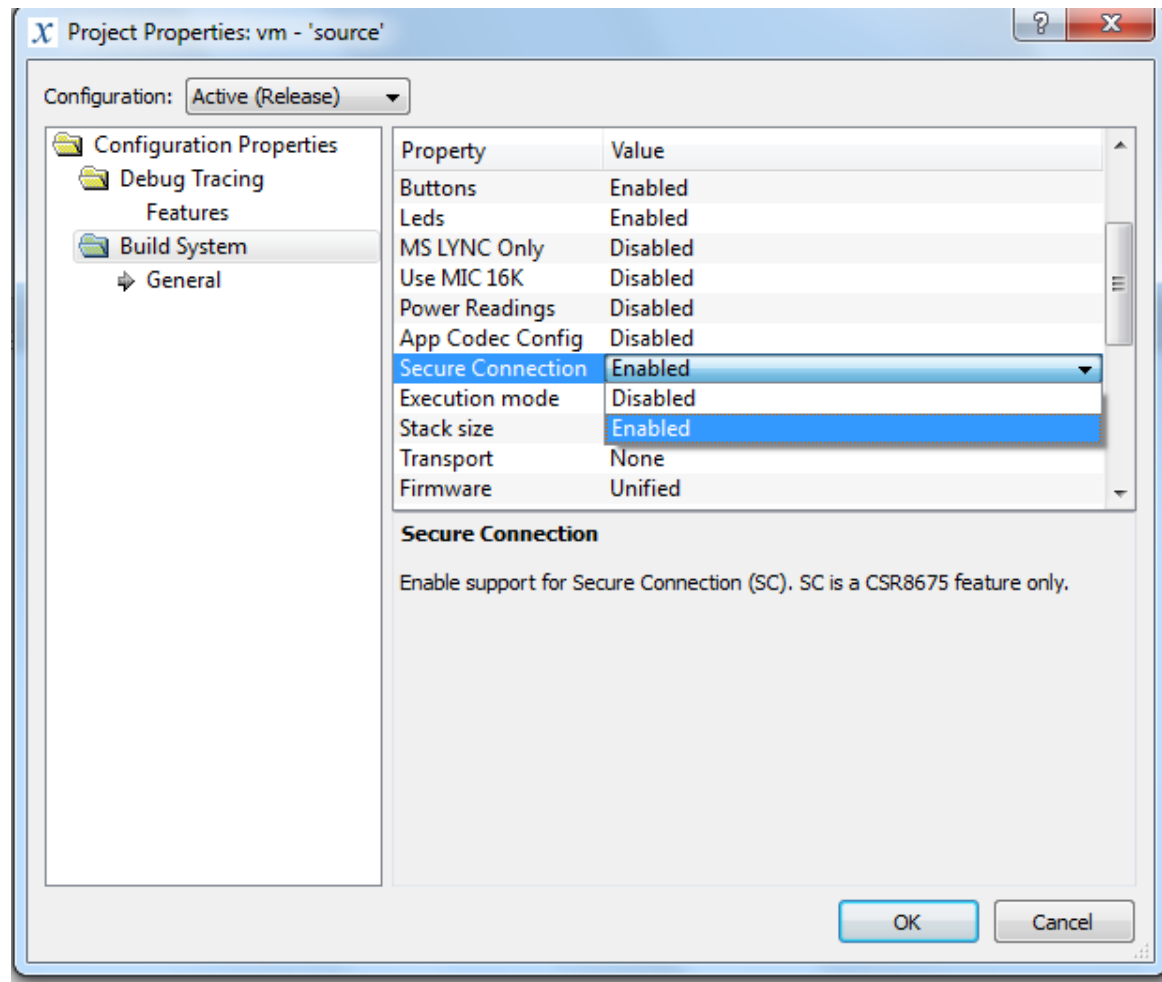 Project Properties: vm - 'source'
Configuration: Active (Release)
Configuration Properties
Debug Tracing
Features
Build System
General
Property Value
Buttons Enabled
Leds Enabled
MS LYNC Only Disabled
Use MIC 16K Disabled
Power Readings Disabled
App Codec Config Disabled
Secure Connection Enabled
Execution mode Disabled
Stack size Enabled
Transport None
Firmware Unified
Secure Connection
Enable support for Secure Connection (SC). SC is a CSR8675 feature only.
OK Cancel